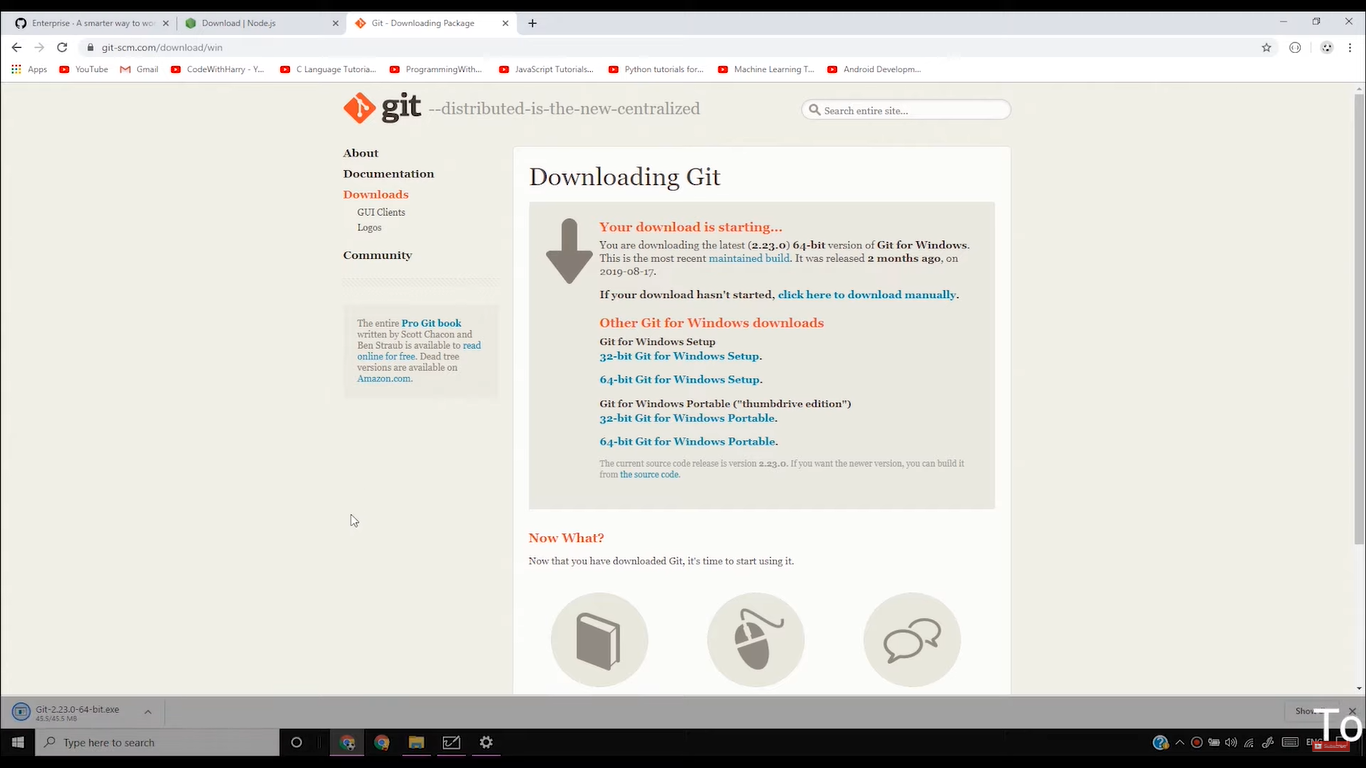 Enterprise - A smarter way to wo
Download | Node.js
Git - Downloading Package
git-scm.com/download/win
Apps
YouTube
Gmail
CodeWithHarry - Y...
C Language Tutoria...
ProgrammingWith...
JavaScript Tutorials...
Python tutorials for...
Machine Learning T...
Android Developm...
git --distributed-is-the-new-centralized
Search entire site...
About
Documentation
Downloads
GUI Clients
Logos
Community
The entire Pro Git book
written by Scott Chacon and
Ben Straub is available to read
online for free. Dead tree
versions are available on
Amazon.com.
Downloading Git
Your download is starting...
You are downloading the latest (2.23.0) 64-bit version of Git for Windows.
This is the most recent maintained build. It was released 2 months ago, on
2019-08-17.
If your download hasn't started, click here to download manually.
Other Git for Windows downloads
Git for Windows Setup
32-bit Git for Windows Setup.
64-bit Git for Windows Setup.
Git for Windows Portable ("thumbdrive edition")
32-bit Git for Windows Portable.
64-bit Git for Windows Portable.
The current source code release is version 2.23.0. If you want the newer version, you can build it
from the source code.
Now What?
Now that you have downloaded Git, it's time to start using it.
Git-2.23.0-64-bit.exe
45.5/45.5 MB
Show
To
Type here to search
ENG